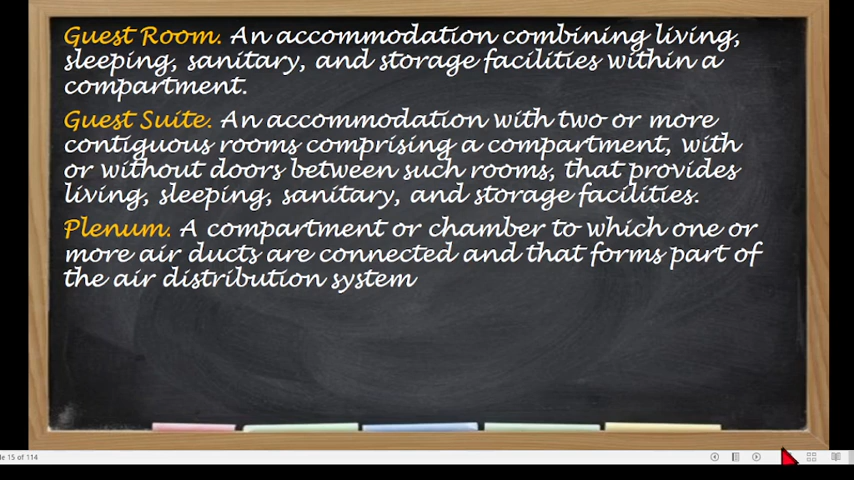 Guest Room. An accommodation combining living,
sleeping, sanitary, and storage facilities within a
compartment.
Guest Suite. An accommodation with two or more
contiguous rooms comprising a compartment, with
or without doors between such rooms, that provides
living, sleeping, sanitary, and storage facilities.
Plenum. A compartment or chamber to which one or
more air ducts are connected and that forms part of
the air distribution system
de 15 of 114